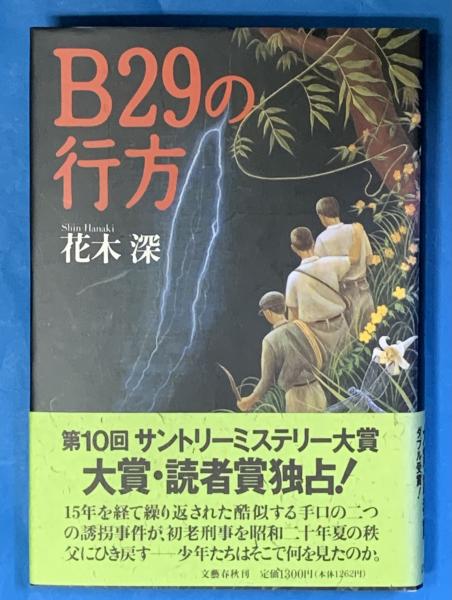 B29の
行方
Shin Hanaki
花木 深
第10回 サントリーミステリー大賞
大賞・読者賞独占!
15年を経て繰り返された酷似する手口の二つ
の誘拐事件が、初老刑事を昭和二十年夏の秩
父にひき戻す――少年たちはそこで何を見たのか。
文藝春秋刊 定価1300円(本体1262円)
ダブル受賞!